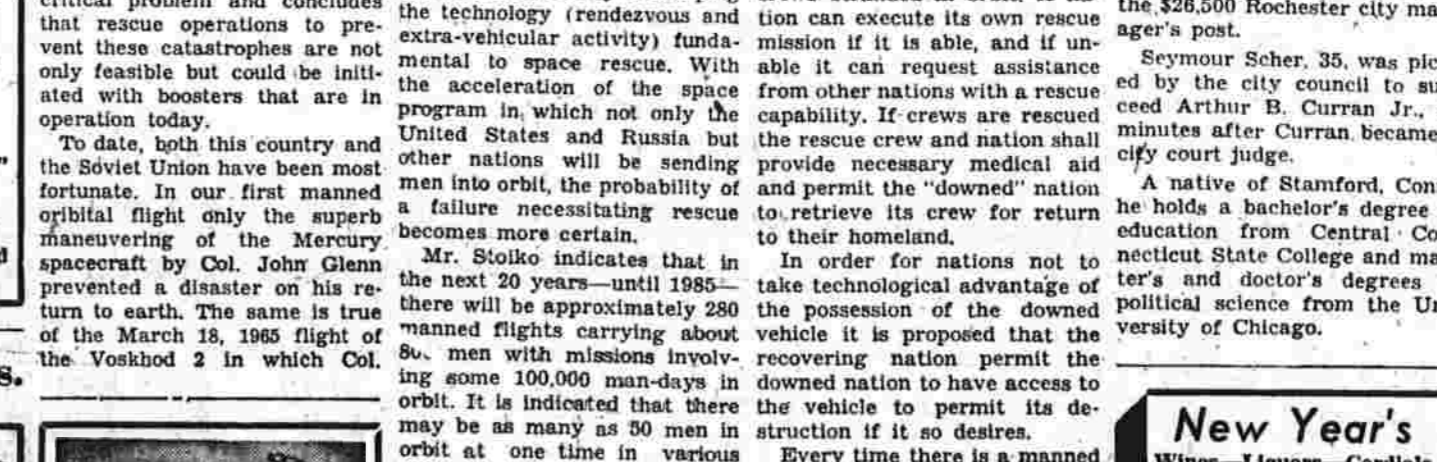 critical problem and concludes
that rescue operations to pre-
vent these catastrophes are not
only feasible but could be initi-
ated with boosters that are in
operation today.
To date, both this country and
the Soviet Union have been most
fortunate. In our first manned
oribital flight only the superb
maneuvering of the Mercury
spacecraft by Col. John Glenn
prevented a disaster on his re-
turn to earth. The same is true
of the March 18, 1965 flight of
the Voskhod 2 in which Col.
the technology (rendezvous and
extra-vehicular activity) funda-
mental to space rescue. With
the acceleration of the space
program in which not only the
United States and Russia but
other nations will be sending
men into orbit, the probability of
a failure necessitating rescue
becomes more certain.
Mr. Stoiko indicates that in
the next 20 years—until 1985—
there will be approximately 280
manned flights carrying about
men with missions involv-
ing some 100,000 man-days in
orbit. It is indicated that there
may be as many as 50 men in
orbit at one time in various
tion can execute its own rescue
mission if it is able, and if un-
able it can request assistance
from other nations with a rescue
capability. If crews are rescued
the rescue crew and nation shall
provide necessary medical aid
and permit the "downed" nation
to retrieve its crew for return
to their homeland.
In order for nations not to
take technological advantage of
the possession of the downed
vehicle it is proposed that the
recovering nation permit the
downed nation to have access to
the vehicle to permit its de-
struction if it so desires.
Every time there is a manned
the $26,500 Rochester city ma
ager's post.
Seymour Scher, 35, was pic
ed by the city council to su
ceed Arthur B. Curran Jr.,
minutes after Curran became
city court judge.
A native of Stamford, Con
he holds a bachelor's degree
education from Central Co
necticut State College and ma
ter's and doctor's degrees
political science from the Un
versity of Chicago.
New Year's
Wines Liquors Cordials